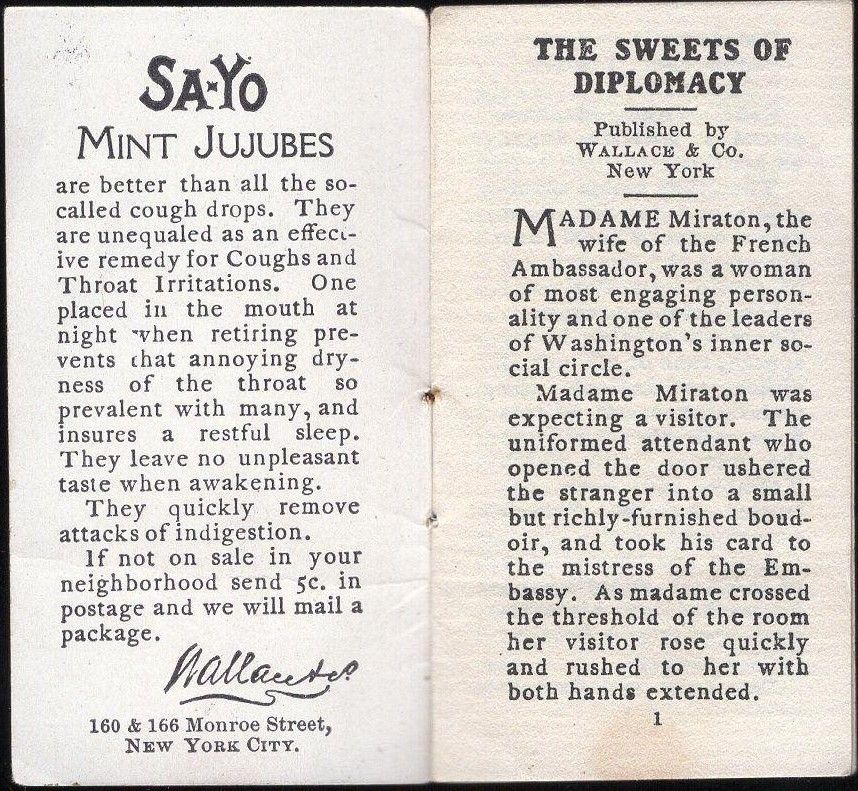 SA-YO
MINT JUJUBES
are better than all the so-
called cough drops. They
are unequaled as an effect-
ive remedy for Coughs and
Throat Irritations. One
placed in the mouth at
night when retiring pre-
vents that annoying dry-
ness of the throat so
prevalent with many, and
insures a restful sleep.
They leave no unpleasant
taste when awakening.
They quickly remove
attacks of indigestion.
If not on sale in your
neighborhood send 5c. in
postage and we will mail a
package.
Wallace & Co
160 & 166 Monroe Street,
NEW YORK CITY.
THE SWEETS OF
DIPLOMACY
Published by
WALLACE & CO.
New York
MADAME Miraton, the
wife of the French
Ambassador, was a woman
of most engaging person-
ality and one of the leaders
of Washington's inner so-
cial circle.
Madame Miraton was
expecting a visitor. The
uniformed attendant who
opened the door ushered
the stranger into a small
but richly-furnished boud-
oir, and took his card to
the mistress of the Em-
bassy. As madame crossed
the threshold of the room
her visitor rose quickly
and rushed to her with
both hands extended.
1